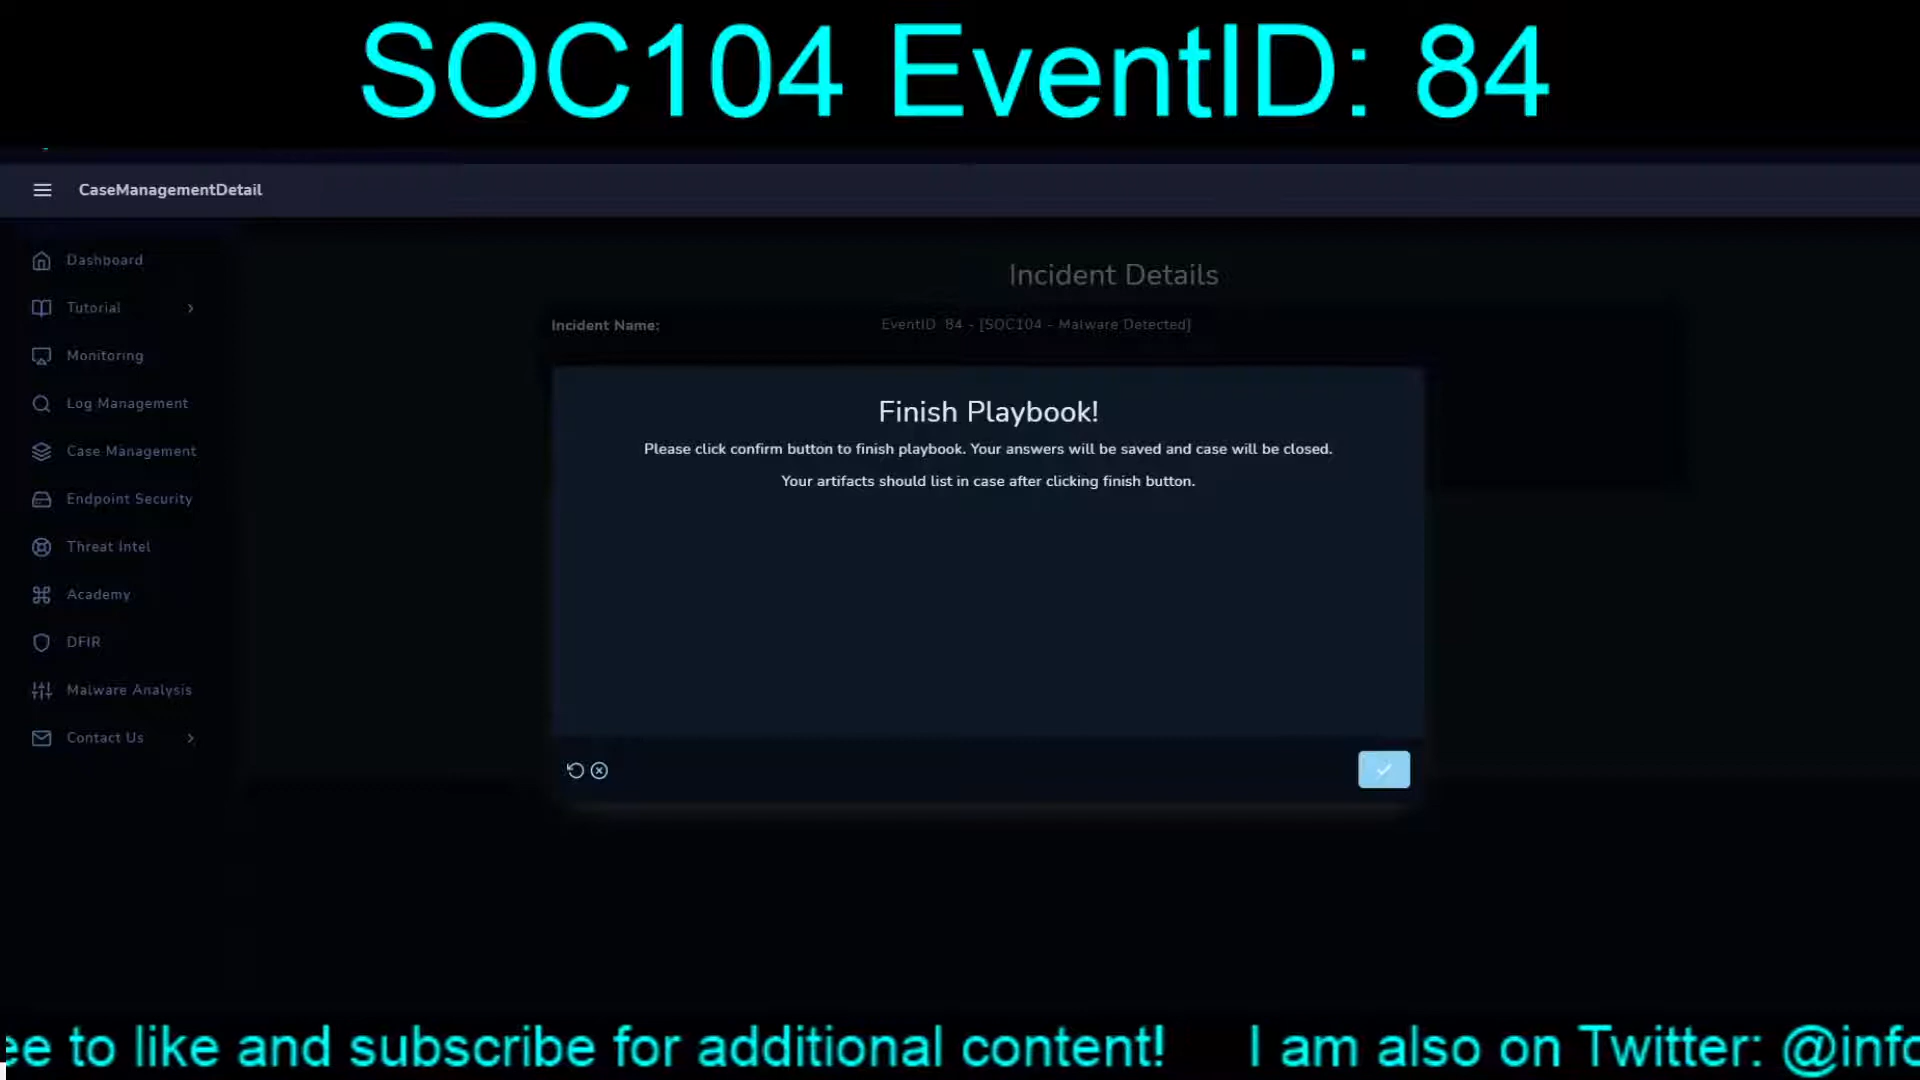 SOC104 EventID: 84
CaseManagementDetail
Dashboard
Tutorial
Monitoring
Log Management
Case Management
Endpoint Security
Threat Intel
Academy
DFIR
Malware Analysis
Contact Us
Incident Details
Incident Name:
EventID 84 - [SOC104 - Malware Detected]
Finish Playbook!
Please click confirm button to finish playbook. Your answers will be saved and case will be closed.
Your artifacts should list in case after clicking finish button.
ee to like and subscribe for additional content! I am also on Twitter: @info